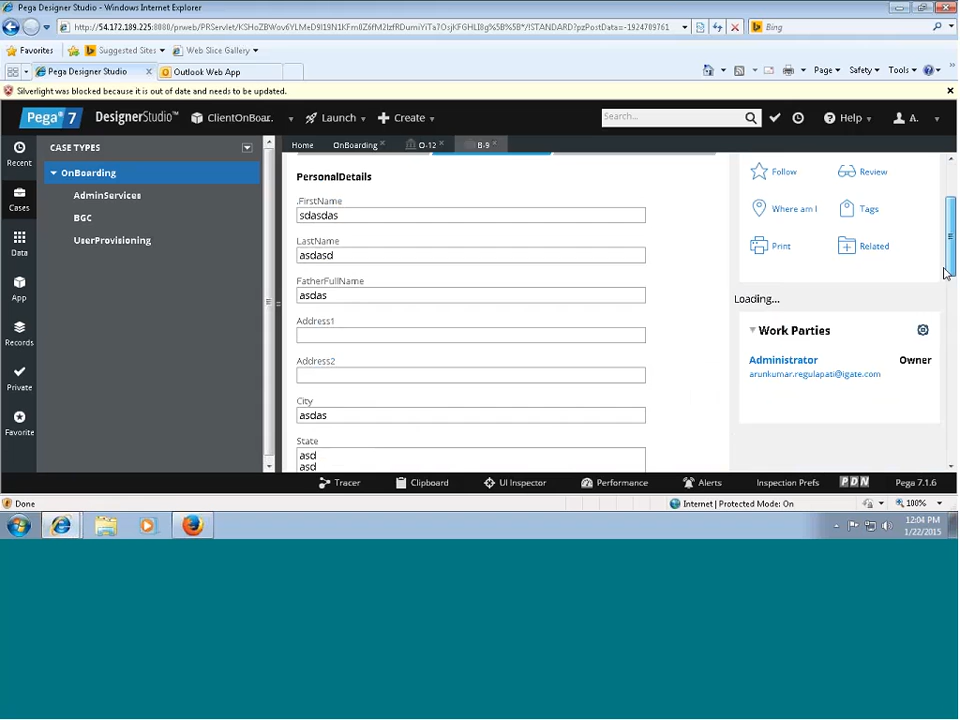 Pega Designer Studio - Windows Internet Explorer
Bing
Favorites Suggested Sites Web Slice Gallery
Pega Designer Studio Outlook Web App Page Safety Tools
Silverlight was blocked because it is out of date and needs to be updated.
Pega 7 DesignerStudio™ ClientOnBoar. Launch Create Search... Help A.
Recent
Cases
Data
App
Records
Private
Favorite
CASE TYPES
OnBoarding
AdminServices
BGC
UserProvisioning
Home OnBoarding O-12 B-9
PersonalDetails
.FirstName
sdasdas
LastName
asdasd
FatherFullName
asdas
Address1
Address2
City
asdas
State
asd
asd
Follow Review
Where am I Tags
Print Related
Loading...
Work Parties
Administrator Owner
arunkumar.regulapati@igate.com
Tracer Clipboard UI Inspector Performance Alerts Inspection Prefs PDN Pega 7.1.6
Done Internet | Protected Mode: On 100%
12:04 PM
1/22/2015